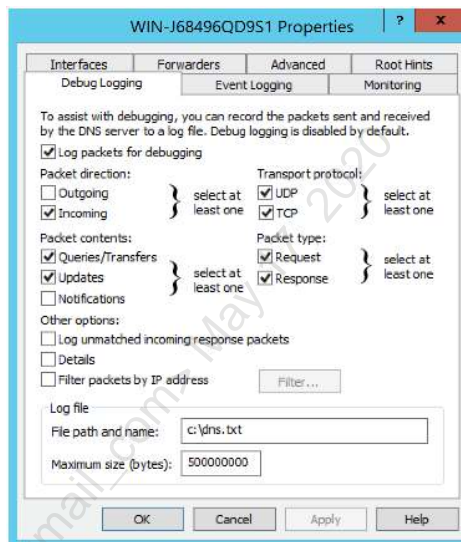 WIN-J68496QD9S1 Properties
?
x
Interfaces
Forwarders
Advanced
Root Hints
Debug Logging
Event Logging
Monitoring
To assist with debugging, you can record the packets sent and received
by the DNS server to a log file. Debug logging is disabled by default.
Log packets for debugging
Packet direction:
Transport protocol:
Outgoing
Incoming
select at
least one
UDP
TCP
select at
least one
Packet contents:
Packet type:
Queries/Transfers
Updates
Notifications
select at
least one
Request
Response
select at
least one
Other options:
Log unmatched incoming response packets
Details
Filter packets by IP address
Filter...
Log file
File path and name:
c:\dns.txt
Maximum size (bytes):
500000000
OK
Cancel
Apply
Help
mail_com> May 17, 2020